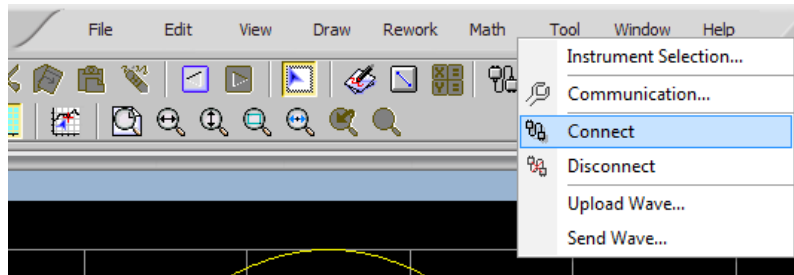 File Edit View Draw Rework Math Tool Window Help
Instrument Selection...
Communication...
Connect
Disconnect
Upload Wave...
Send Wave...